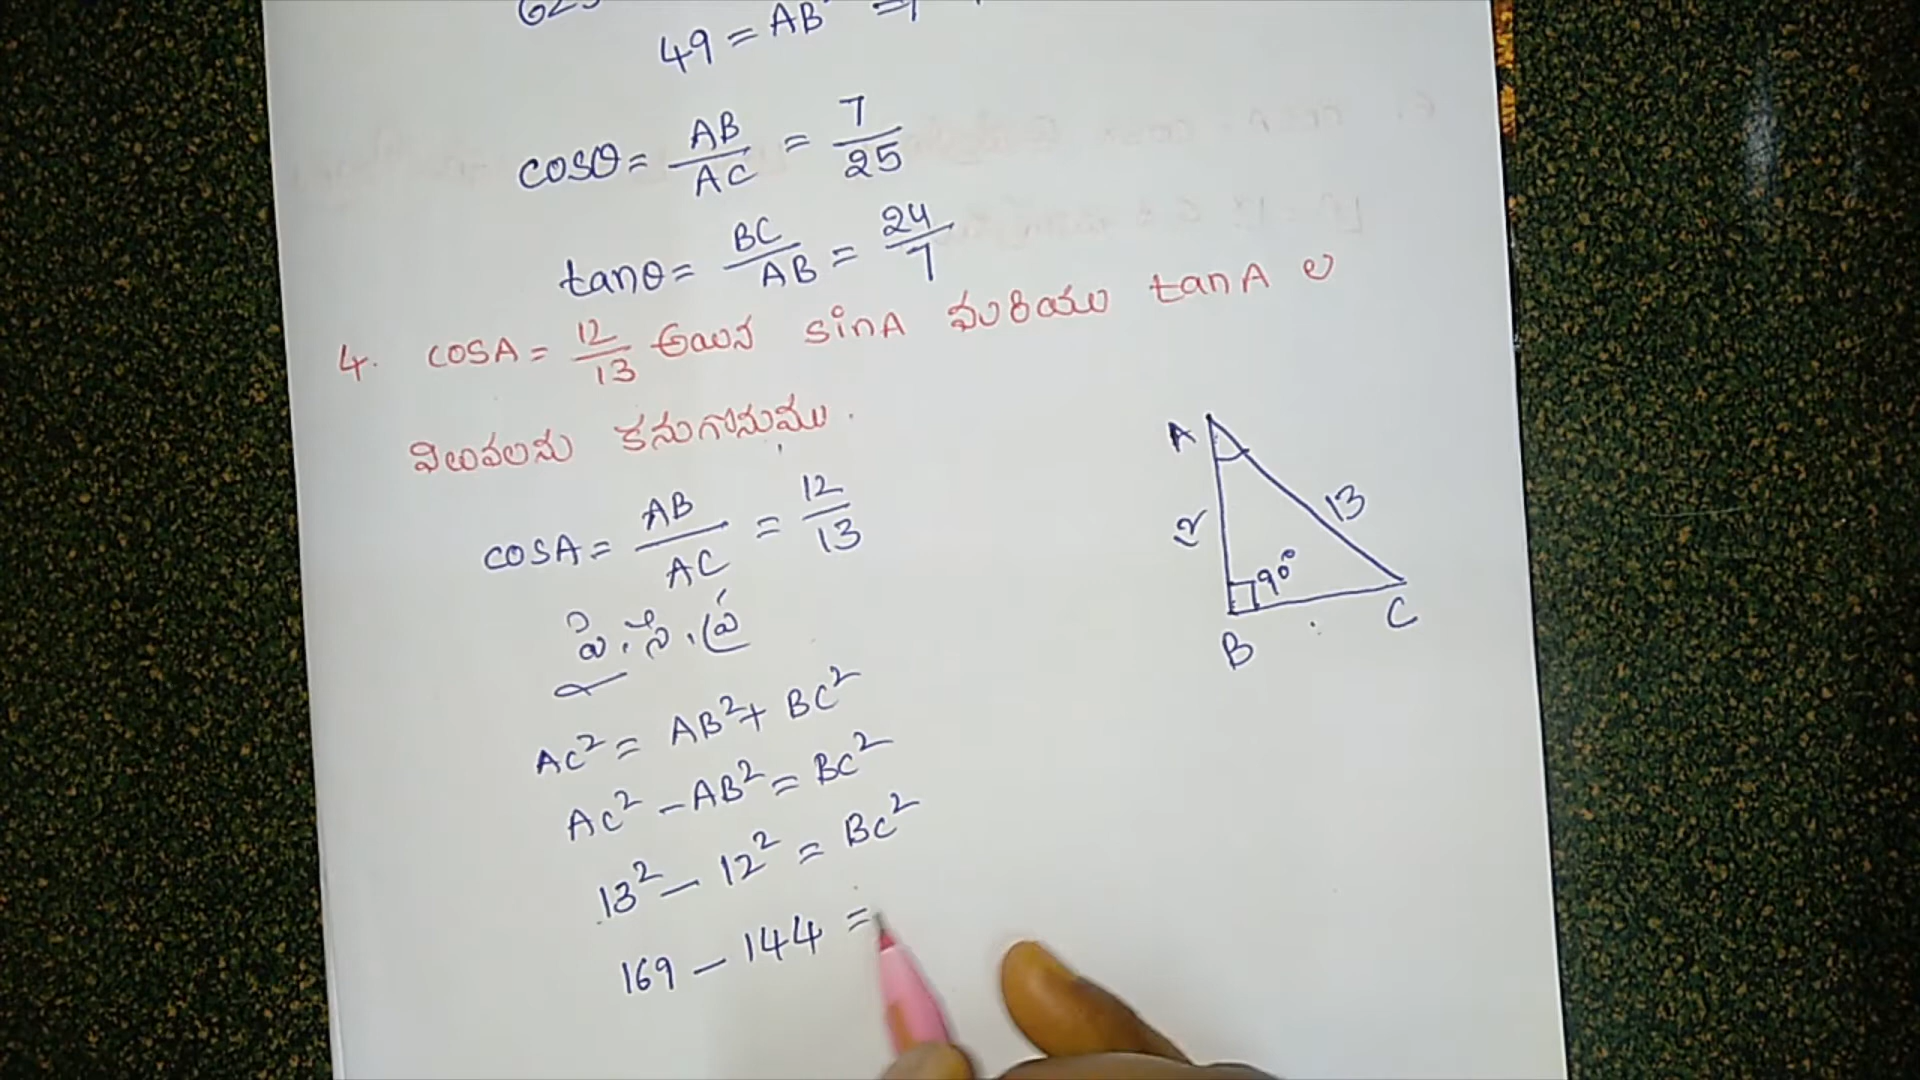 49 = AB²
cosθ = AB/AC = 7/25
tanθ = BC/AB = 24/7
4. cosA = 12/13 అయిన sinA మరియు tanA ల
విలువలను కనుగొనుము.
cosA = AB/AC = 12/13
పై.సి.ప్ర
AC² = AB² + BC²
AC² - AB² = BC²
13² - 12² = BC²
169 - 144 =
A
12
13
90°
B
C